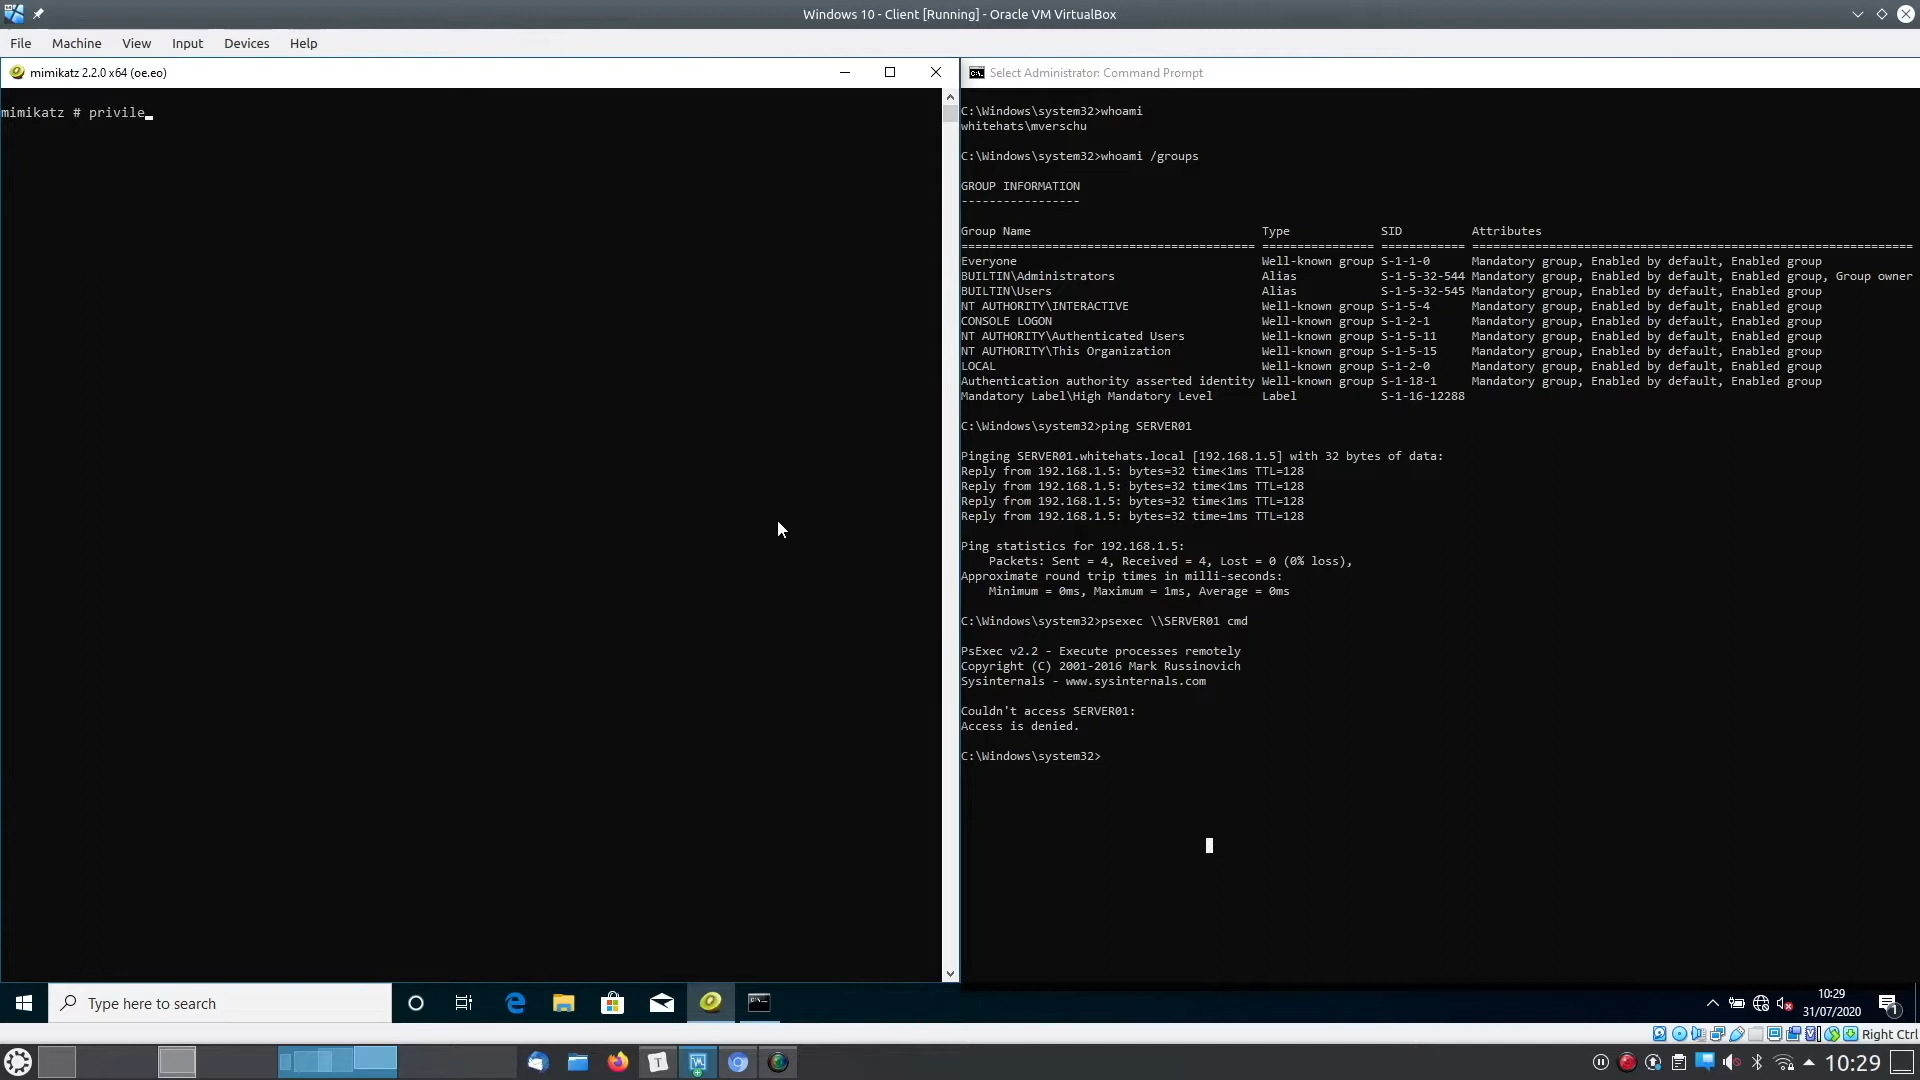 Windows 10 - Client [Running] - Oracle VM VirtualBox
File Machine View Input Devices Help
mimikatz 2.2.0 x64 (oe.eo)
mimikatz # privile
Select Administrator: Command Prompt
C:\Windows\system32>whoami
whitehats\mverschu
C:\Windows\system32>whoami /groups
GROUP INFORMATION
-----------------
Group Name Type SID Attributes
========================================== ================ ============ ===============================================================
Everyone Well-known group S-1-1-0 Mandatory group, Enabled by default, Enabled group
BUILTIN\Administrators Alias S-1-5-32-544 Mandatory group, Enabled by default, Enabled group, Group owner
BUILTIN\Users Alias S-1-5-32-545 Mandatory group, Enabled by default, Enabled group
NT AUTHORITY\INTERACTIVE Well-known group S-1-5-4 Mandatory group, Enabled by default, Enabled group
CONSOLE LOGON Well-known group S-1-2-1 Mandatory group, Enabled by default, Enabled group
NT AUTHORITY\Authenticated Users Well-known group S-1-5-11 Mandatory group, Enabled by default, Enabled group
NT AUTHORITY\This Organization Well-known group S-1-5-15 Mandatory group, Enabled by default, Enabled group
LOCAL Well-known group S-1-2-0 Mandatory group, Enabled by default, Enabled group
Authentication authority asserted identity Well-known group S-1-18-1 Mandatory group, Enabled by default, Enabled group
Mandatory Label\High Mandatory Level Label S-1-16-12288
C:\Windows\system32>ping SERVER01
Pinging SERVER01.whitehats.local [192.168.1.5] with 32 bytes of data:
Reply from 192.168.1.5: bytes=32 time<1ms TTL=128
Reply from 192.168.1.5: bytes=32 time<1ms TTL=128
Reply from 192.168.1.5: bytes=32 time<1ms TTL=128
Reply from 192.168.1.5: bytes=32 time=1ms TTL=128
Ping statistics for 192.168.1.5:
Packets: Sent = 4, Received = 4, Lost = 0 (0% loss),
Approximate round trip times in milli-seconds:
Minimum = 0ms, Maximum = 1ms, Average = 0ms
C:\Windows\system32>psexec \\SERVER01 cmd
PsExec v2.2 - Execute processes remotely
Copyright (C) 2001-2016 Mark Russinovich
Sysinternals - www.sysinternals.com
Couldn't access SERVER01:
Access is denied.
C:\Windows\system32>
Type here to search
10:29
31/07/2020
1
Right Ctrl
T
10:29